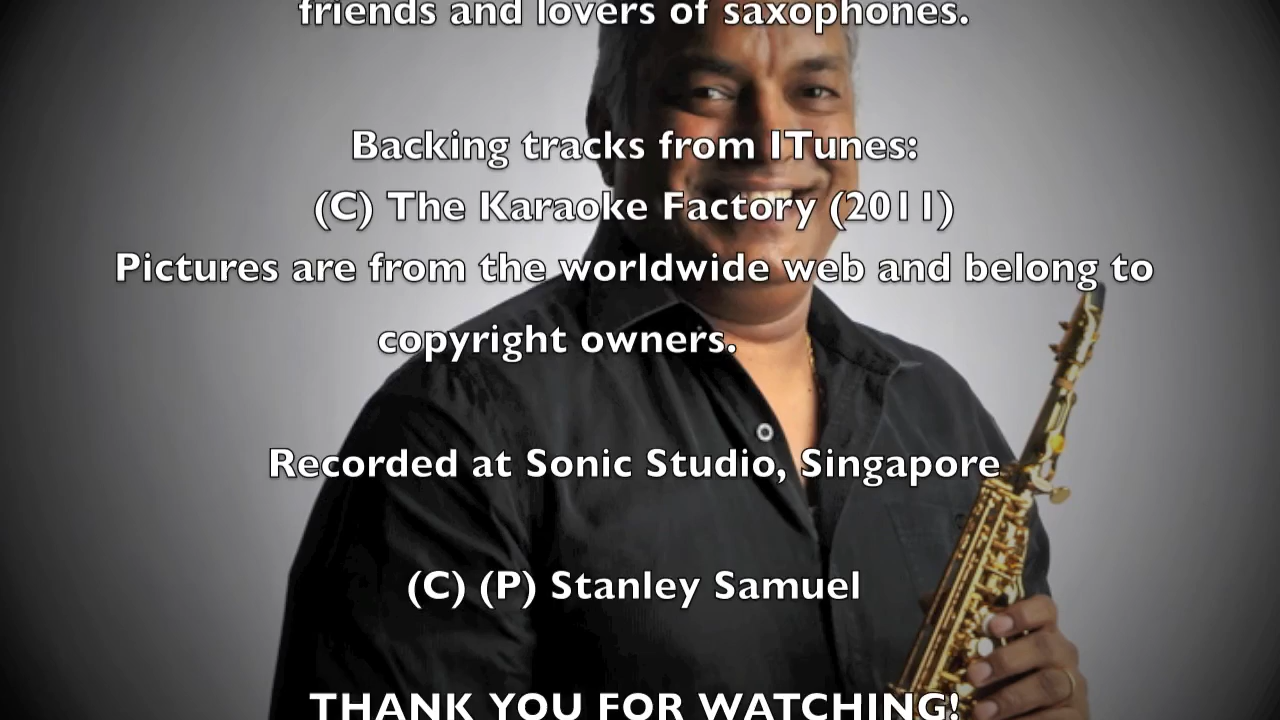 friends and lovers of saxophones.
Backing tracks from ITunes:
(C) The Karaoke Factory (2011)
Pictures are from the worldwide web and belong to
copyright owners.
Recorded at Sonic Studio, Singapore
(C) (P) Stanley Samuel
THANK YOU FOR WATCHING!